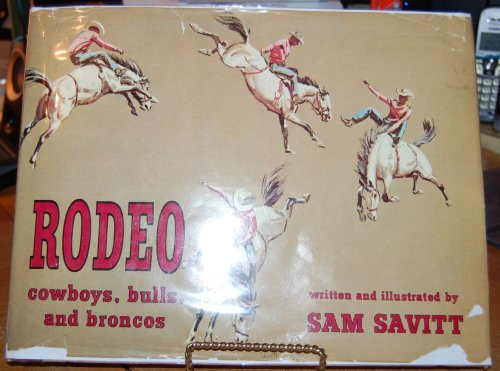 RODEO
cowboys, bulls,
and broncos
written and illustrated by
SAM SAVITT